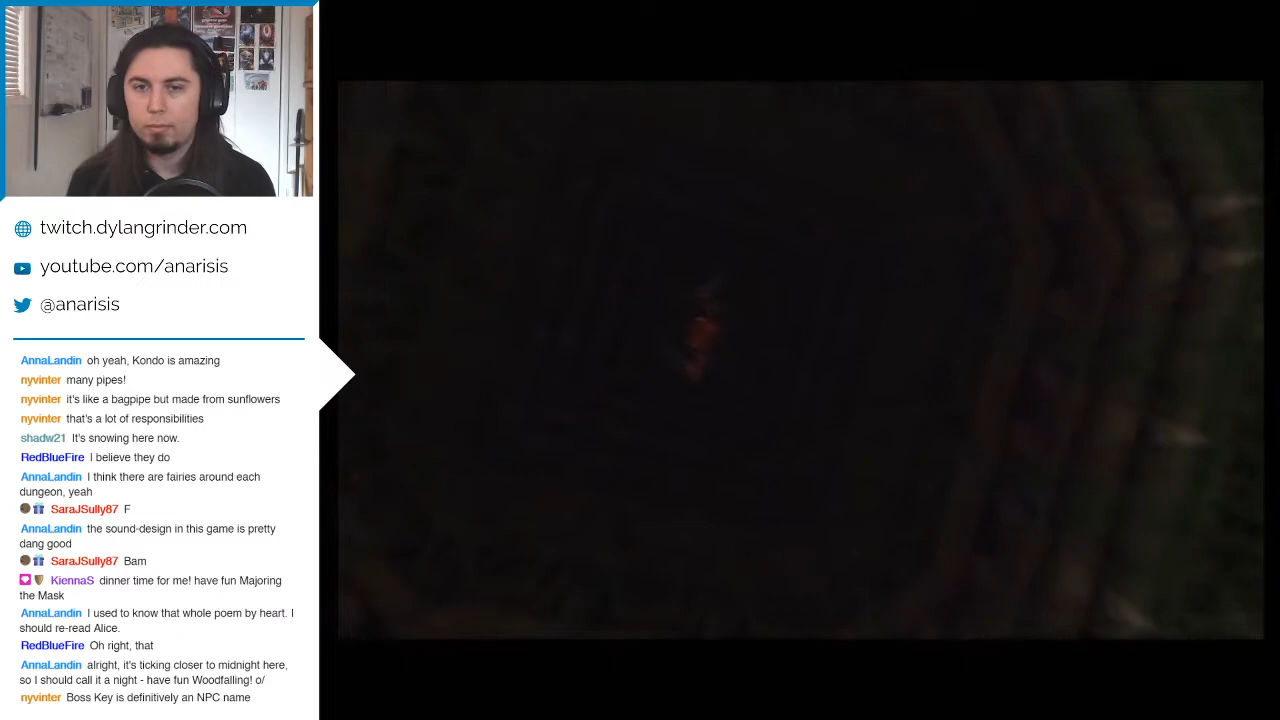 twitch.dylangrinder.com
youtube.com/anarisis
@anarisis
AnnaLandin oh yeah, Kondo is amazing
nyvinter many pipes!
nyvinter it's like a bagpipe but made from sunflowers
nyvinter that's a lot of responsibilities
shadw21 It's snowing here now.
RedBlueFire I believe they do
AnnaLandin I think there are fairies around each
dungeon, yeah
SaraJSully87 F
AnnaLandin the sound-design in this game is pretty
dang good
SaraJSully87 Bam
KiennaS dinner time for me! have fun Majoring
the Mask
AnnaLandin I used to know that whole poem by heart. I
should re-read Alice.
RedBlueFire Oh right, that
AnnaLandin alright, it's ticking closer to midnight here,
so I should call it a night - have fun Woodfalling! o/
nyvinter Boss Key is definitively an NPC name